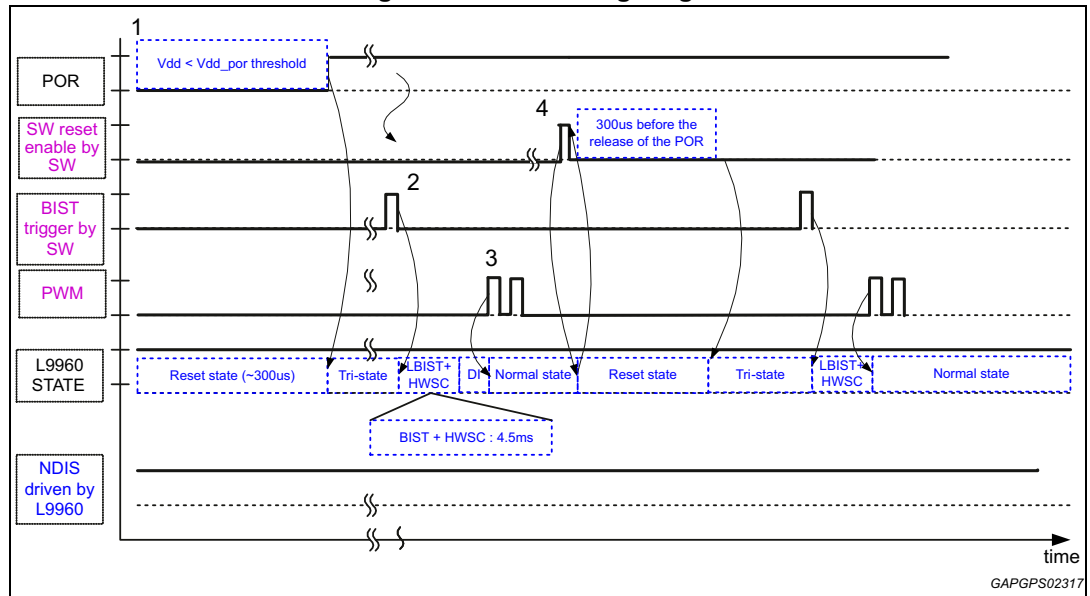 1
POR
Vdd < Vdd_por threshold
SW reset
enable by
SW
4
300us before the
release of the POR
BIST
trigger by
SW
2
PWM
3
L9960
STATE
Reset state (~300us)
Tri-state
LBIST+
HWSC
DI
Normal state
Reset state
Tri-state
LBIST+
HWSC
Normal state
BIST + HWSC : 4.5ms
NDIS
driven by
L9960
time
GAPGPS02317